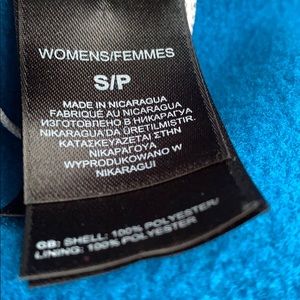 WOMENS/FEMMES
S/P
MADE IN NICARAGUA
FABRIQUÉ AU NICARAGUA
ИЗГОТОВЛЕНО В НИКАРАГУА
NIKARAGUA'DA ÜRETILMISTIR.
ΚΑΤΑΣΚΕΥΑΖΕΤΑΙ ΣΤΗΝ
ΝΙΚΑΡΑΓΟΥΑ
WYPRODUKOWANO W
NIKARAGUI
GB: SHELL: 100% POLYESTER/
LINING: 100% POLYESTER